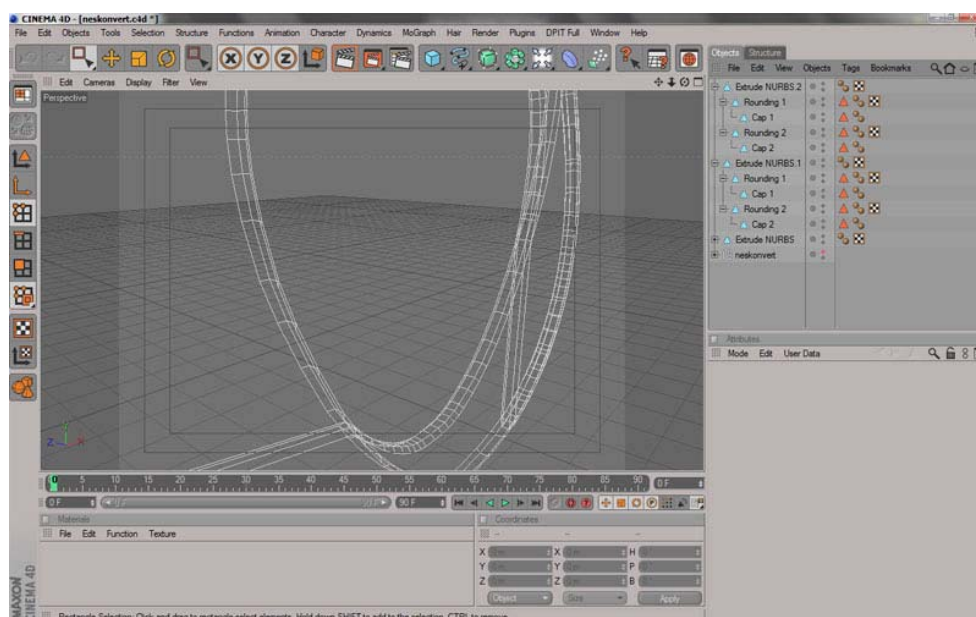 CINEMA 4D - [neskonvert.c4d *]
File Edit Objects Tools Selection Structure Functions Animation Character Dynamics MoGraph Hair Render Plugins DPIT Full Window Help
X Y Z
Objects Structure
File Edit View Objects Tags Bookmarks
Edit Cameras Display Filter View
Perspective
Extrude NURBS.2
Rounding 1
Cap 1
Rounding 2
Cap 2
Extrude NURBS.1
Rounding 1
Cap 1
Rounding 2
Cap 2
Extrude NURBS
neskonvert
Attributes
Mode Edit User Data
Y
Z X
0 5 10 15 20 25 30 35 40 45 50 55 60 65 70 75 80 85 90 0 F
0 F 90 F
Materials
File Edit Function Texture
Coordinates
X X H
Y Y P
Z Z B
Object Size Apply
MAXON
CINEMA 4D
Rectangle Selection: Click and drag to rectangle select elements. Hold down SHIFT to add to the selection, CTRL to remove.